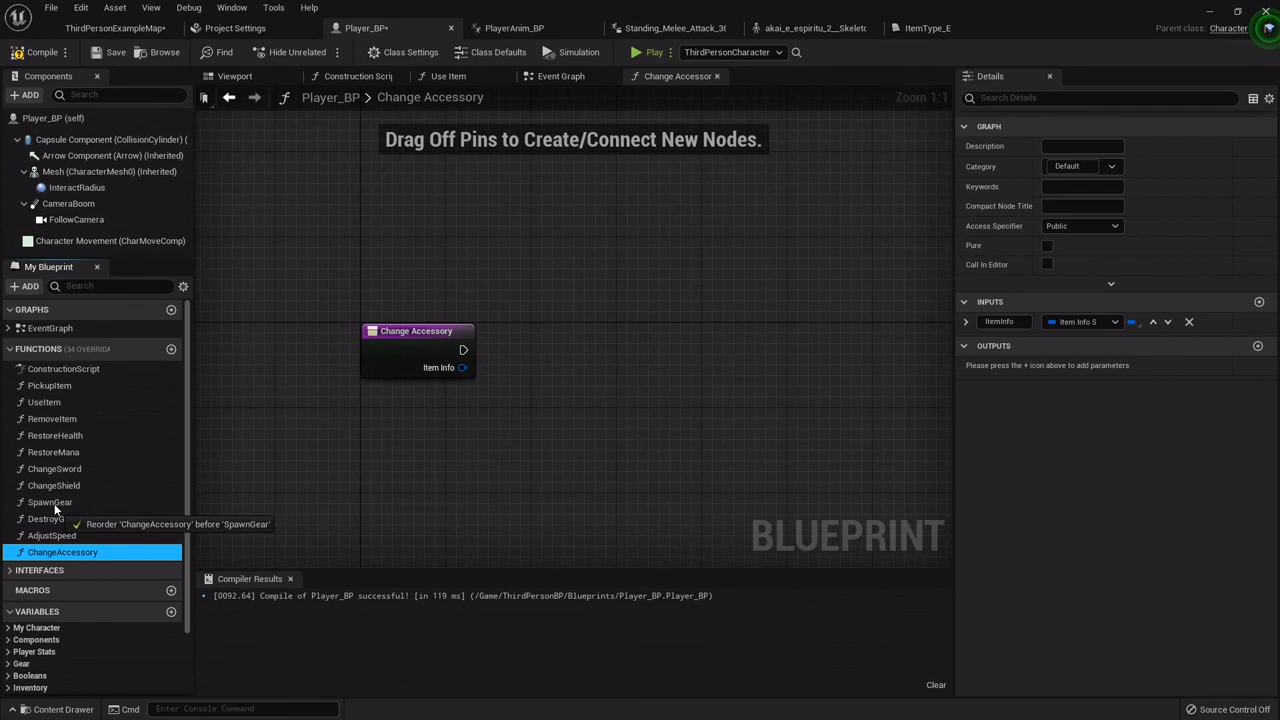 File Edit Asset View Debug Window Tools Help
Parent class: Character
ThirdPersonExampleMap• Project Settings Player_BP• PlayerAnim_BP Standing_Melee_Attack_36 akai_e_espiritu_2__Skelet ItemType_E
Compile Save Browse Find Hide Unrelated Class Settings Class Defaults Simulation Play ThirdPersonCharacter
Components Viewport Construction Scrip Use Item Event Graph Change Accessor Details
ADD Search Player_BP > Change Accessory Zoom 1:1 Search Details
Player_BP (self)
Drag Off Pins to Create/Connect New Nodes.
Capsule Component (CollisionCylinder) (
Arrow Component (Arrow) (Inherited)
Mesh (CharacterMesh0) (Inherited)
InteractRadius
CameraBoom
FollowCamera
Character Movement (CharMoveComp)
My Blueprint
ADD Search
GRAPHS
EventGraph
FUNCTIONS (34 OVERRIDA
ConstructionScript
PickupItem
UseItem
RemoveItem
RestoreHealth
RestoreMana
ChangeSword
ChangeShield
SpawnGear
DestroyG
Reorder 'ChangeAccessory' before 'SpawnGear'
AdjustSpeed
ChangeAccessory
INTERFACES
MACROS
VARIABLES
My Character
Components
Player Stats
Gear
Booleans
Inventory
Change Accessory
Item Info
BLUEPRINT
Compiler Results
[0092.64] Compile of Player_BP successful! [in 119 ms] (/Game/ThirdPersonBP/Blueprints/Player_BP.Player_BP)
Clear
GRAPH
Description
Category Default
Keywords
Compact Node Title
Access Specifier Public
Pure
Call In Editor
INPUTS
ItemInfo Item Info S
OUTPUTS
Please press the + icon above to add parameters
Content Drawer Cmd Enter Console Command Source Control Off